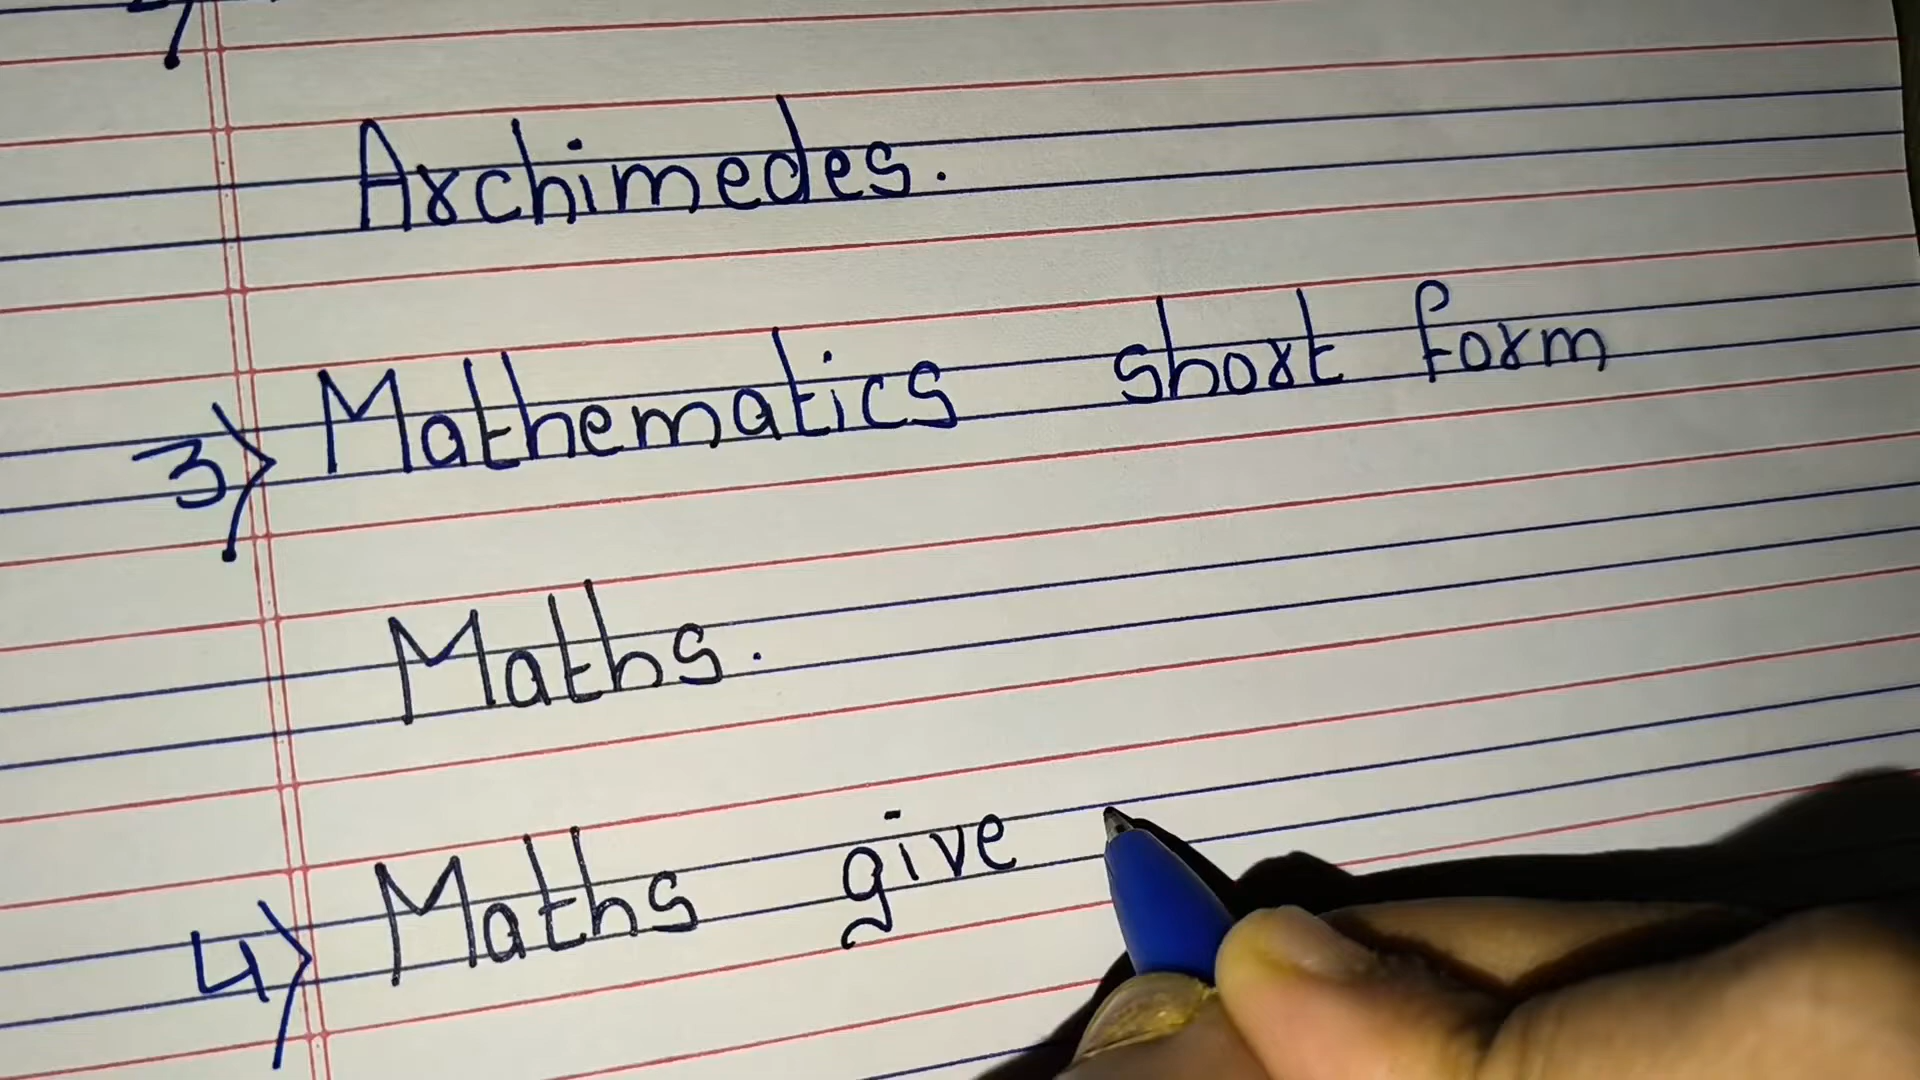 Archimedes.
3) Mathematics short form
Maths.
4) Maths give